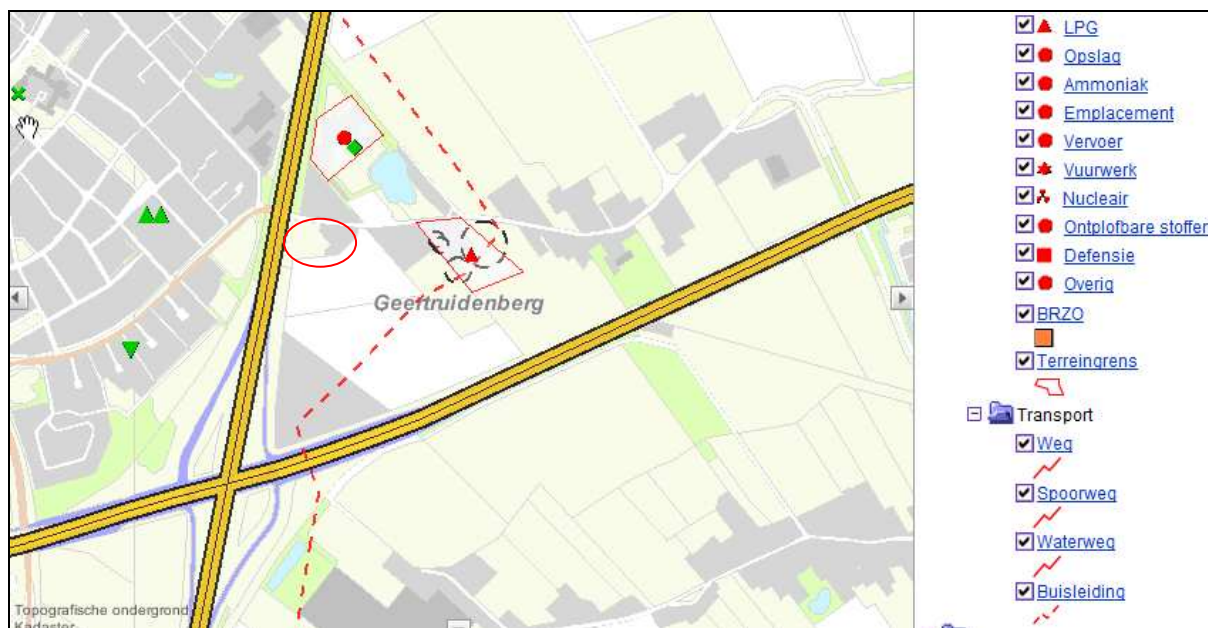 Geertruidenberg
Topografische ondergrond
Kadaster
LPG
Opslag
Ammoniak
Emplacement
Vervoer
Vuurwerk
Nucleair
Ontplofbare stoffen
Defensie
Overig
BRZO
Terreingrens
Transport
Weg
Spoorweg
Waterweg
Buisleiding